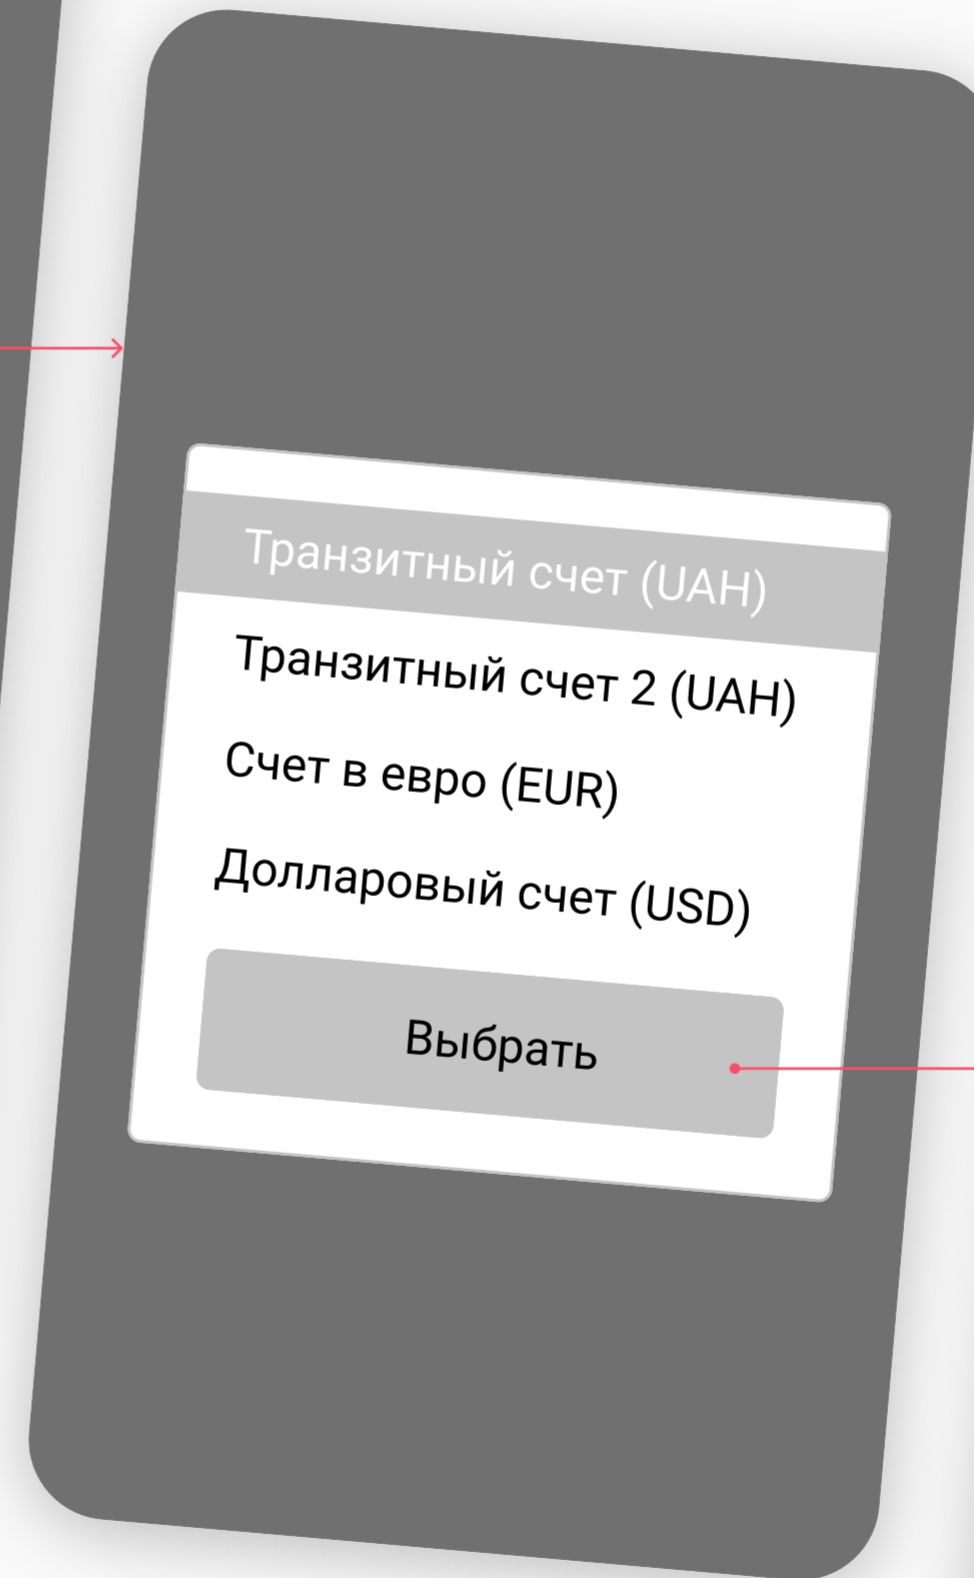 Транзитный счет (UAH)
Транзитный счет 2 (UAH)
Счет в евро (EUR)
Долларовый счет (USD)
Выбрать